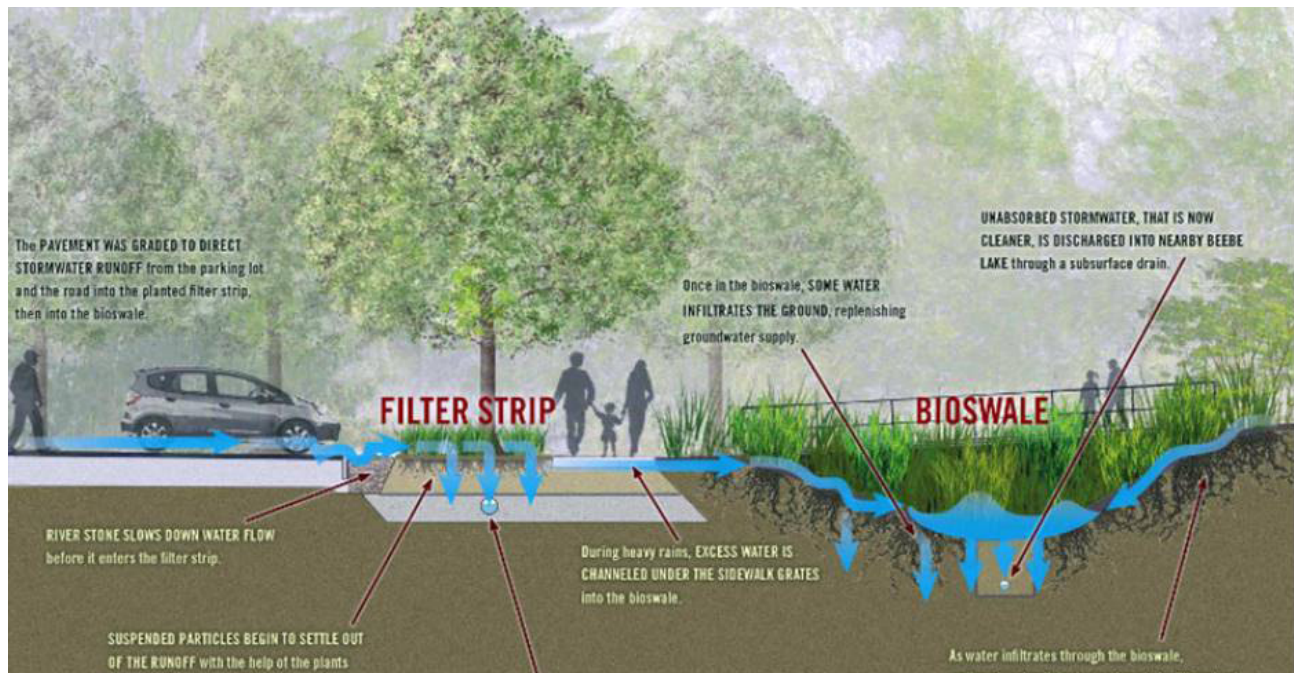 The PAVEMENT WAS GRADED TO DIRECT
STORMWATER RUNOFF from the parking lot
and the road into the planted filter strip,
then into the bioswale.
FILTER STRIP
Once in the bioswale, SOME WATER
INFILTRATES THE GROUND, replenishing
groundwater supply.
UNABSORBED STORMWATER, THAT IS NOW
CLEANER, IS DISCHARGED INTO NEARBY BEEBE
LAKE through a subsurface drain.
BIOSWALE
RIVER STONE SLOWS DOWN WATER FLOW
before it enters the filter strip.
During heavy rains, EXCESS WATER IS
CHANNELED UNDER THE SIDEWALK GRATES
into the bioswale.
SUSPENDED PARTICLES BEGIN TO SETTLE OUT
OF THE RUNOFF with the help of the plants
As water infiltrates through the bioswale,